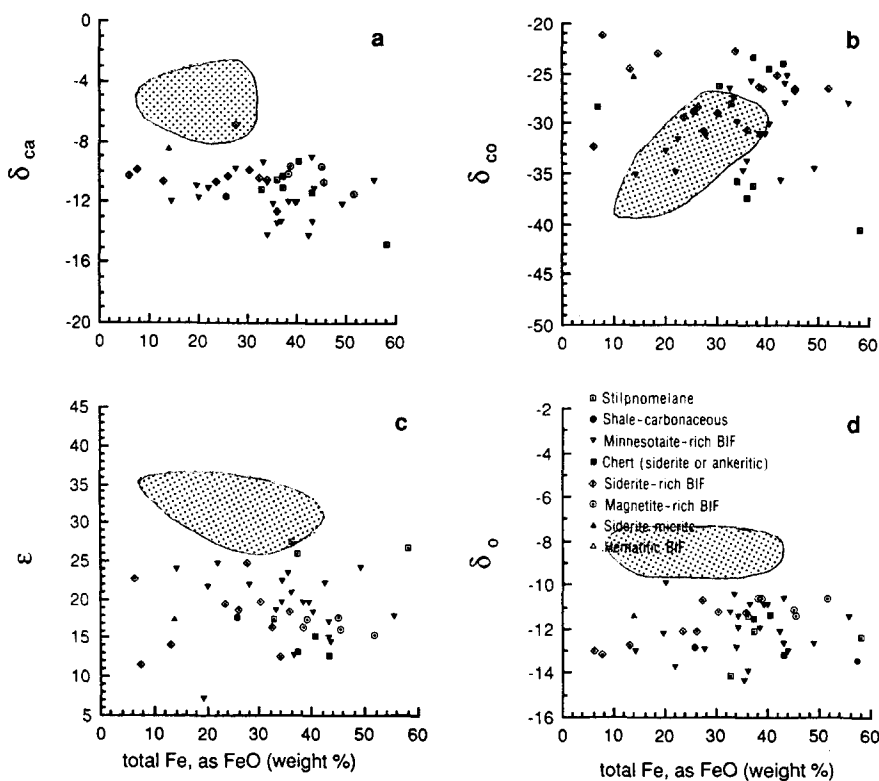 a
0
-4
-8
-12
-16
-20
δca
0 10 20 30 40 50 60
b
-20
-25
-30
-35
-40
-45
-50
δco
0 10 20 30 40 50 60
c
45
40
35
30
25
20
15
10
5
ε
0 10 20 30 40 50 60
total Fe, as FeO (weight %)
d
-2
-4
-6
-8
-10
-12
-14
-16
δo
Stilpnomelane
Shale-carbonaceous
Minnesotaite-rich BIF
Chert (siderite or ankeritic)
Siderite-rich BIF
Magnetite-rich BIF
Siderite micrite
Hematitic BIF
0 10 20 30 40 50 60
total Fe, as FeO (weight %)